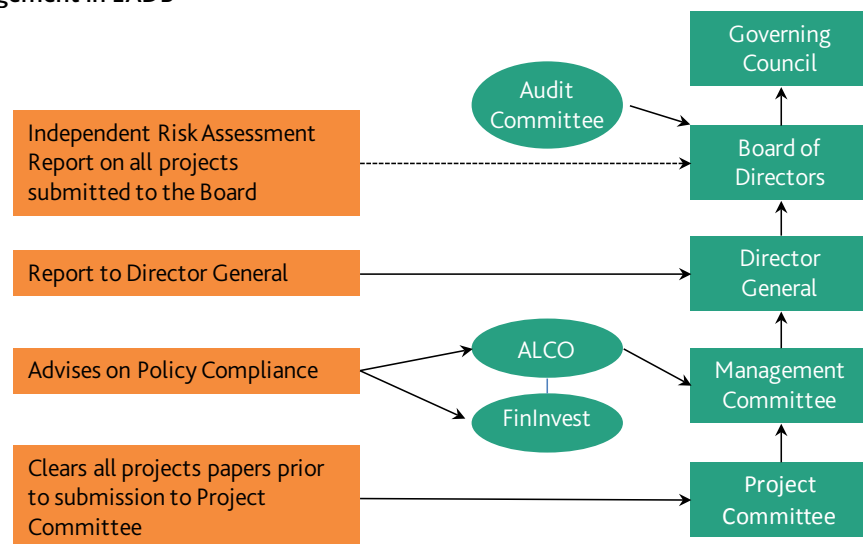 gement in
Governing
Council
Audit
Committee
Independent Risk Assessment
Report on all projects
submitted to the Board
Board of
Directors
Report to Director General
Director
General
Advises on Policy Compliance
ALCO
FinInvest
Management
Committee
Clears all projects papers prior
to submission to Project
Committee
Project
Committee